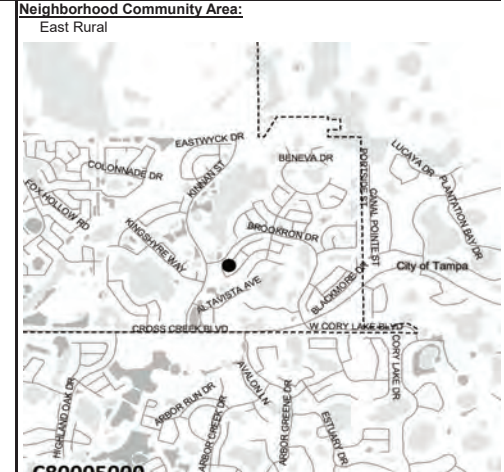 Neighborhood Community Area:
East Rural
EASTWYCK DR
BENEVA DR
LUCAYA DR
COLONNADE DR
KINNAN ST
PORTSIDE ST
CANAL POINTE ST
PLANTATION BAY DR
FOX HOLLOW RD
KINGSHYRE WAY
BROOKRON DR
City of Tampa
ALTAVISTA AVE
BLACKMORE DR
CROSS CREEK BLVD
W CORY LAKE BLVD
CORY LAKE DR
AVALON LN
ARBOR RUN DR
HIGHLAND OAK DR
ARBOR CREEK DR
ARBOR GREENE DR
ESTUARY DR
C80005000